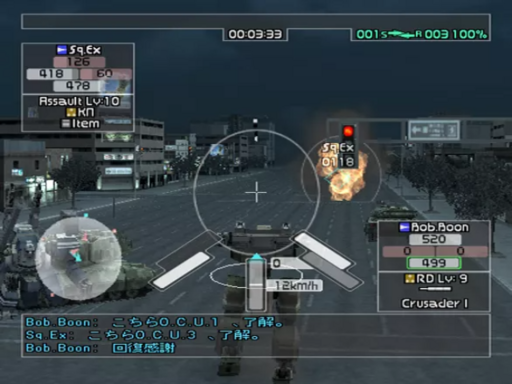 00:03:33
001s R 003 100%
Sq.Ex
126
418 60
478
Assault Lv:10
KN
Item
Sq.Ex
0118
Bob.Boon
520
0 0
499
RD Lv: 9
Crusader I
0
12km/h
Bob.Boon: こちらO.C.U.1 、了解。
Sq.Ex: こちらO.C.U.3 、了解。
Bob.Boon: 回復感謝